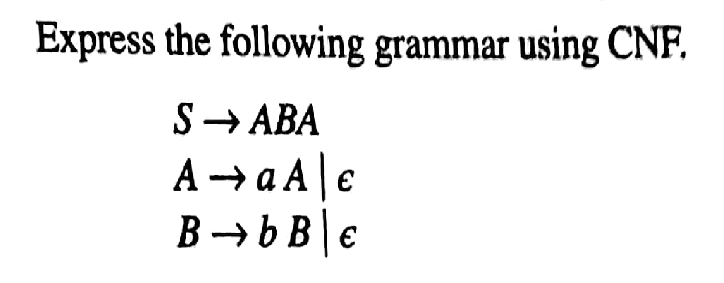 Express the following grammar using CNF.
S → ABA
A → a A | ϵ
B → b B | ϵ